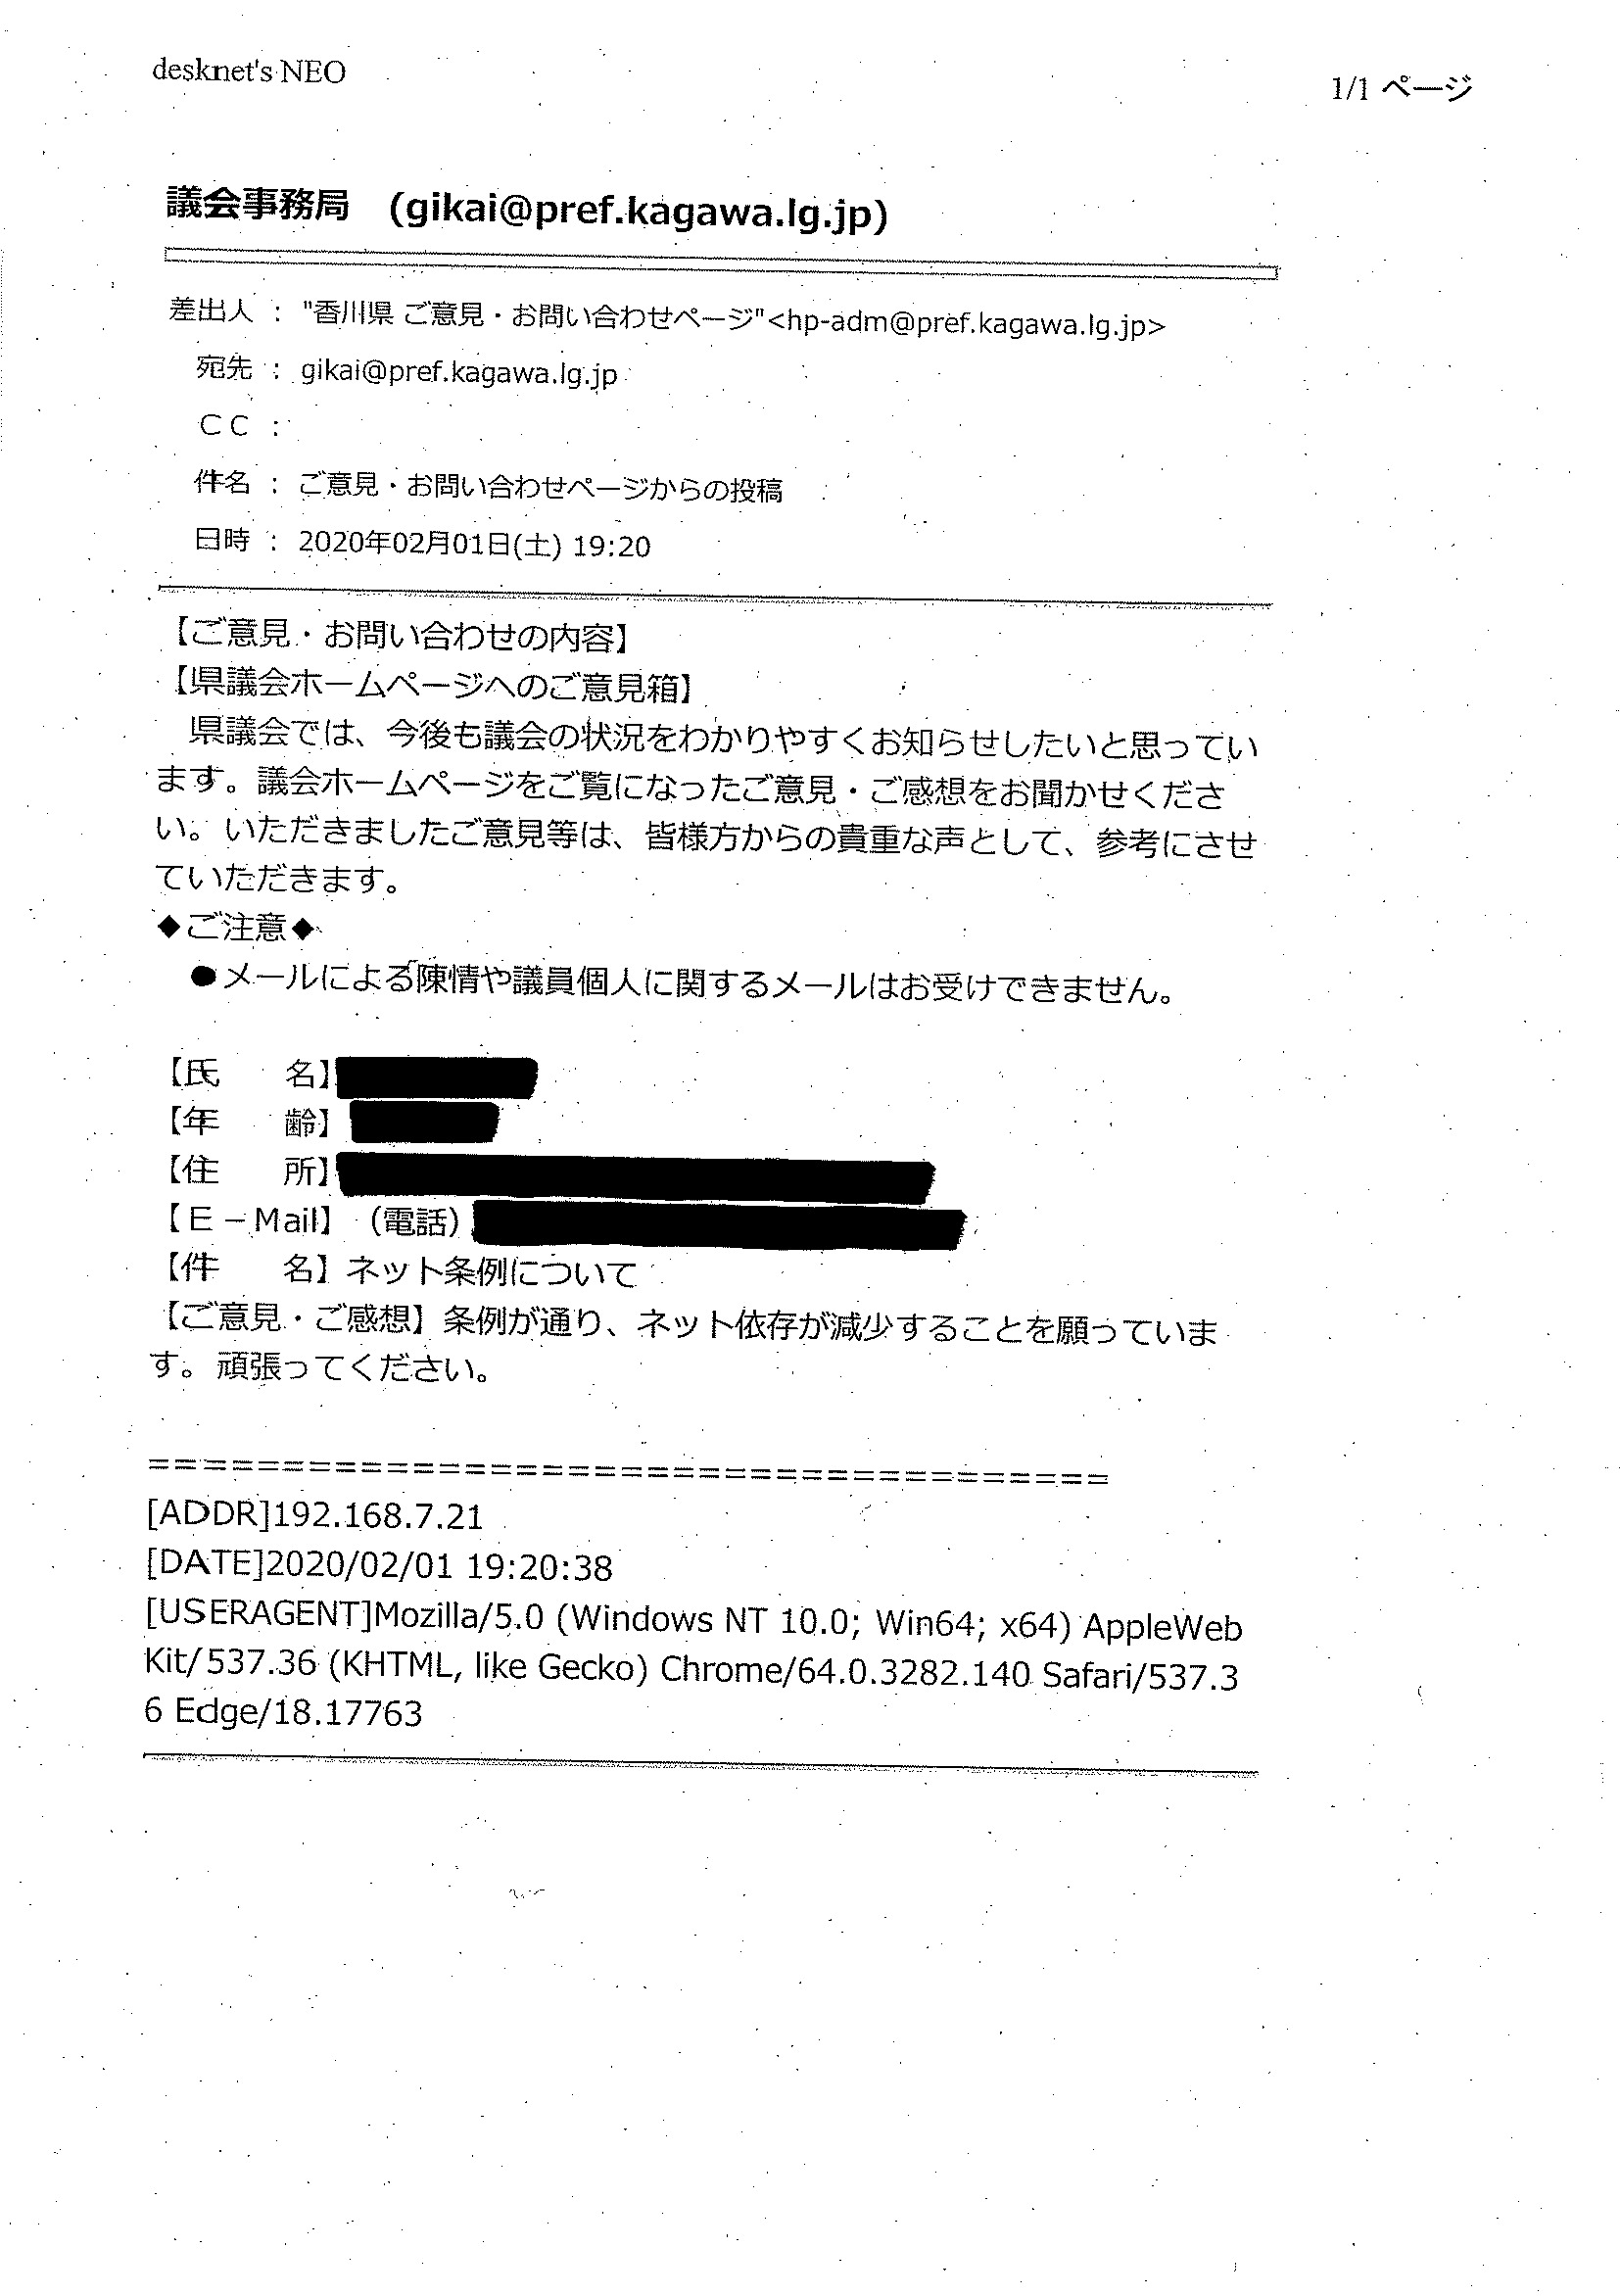 desknet's NEO
1/1 ページ
議会事務局　(gikai@pref.kagawa.lg.jp)
差出人 ： "香川県 ご意見・お問い合わせページ"<hp-adm@pref.kagawa.lg.jp>
宛先 ： gikai@pref.kagawa.lg.jp
ＣＣ ：
件名 ： ご意見・お問い合わせページからの投稿
日時 ： 2020年02月01日(土) 19:20
【ご意見・お問い合わせの内容】
【県議会ホームページへのご意見箱】
　県議会では、今後も議会の状況をわかりやすくお知らせしたいと思ってい
ます。議会ホームページをご覧になったご意見・ご感想をお聞かせくださ
い。いただきましたご意見等は、皆様方からの貴重な声として、参考にさせ
ていただきます。
◆ご注意◆
　●メールによる陳情や議員個人に関するメールはお受けできません。
【氏　　名】
【年　　齢】
【住　　所】
【Ｅ－Mail】（電話）
【件　　名】ネット条例について
【ご意見・ご感想】条例が通り、ネット依存が減少することを願っていま
す。頑張ってください。
=====================================
[ADDR]192.168.7.21
[DATE]2020/02/01 19:20:38
[USERAGENT]Mozilla/5.0 (Windows NT 10.0; Win64; x64) AppleWeb
Kit/537.36 (KHTML, like Gecko) Chrome/64.0.3282.140 Safari/537.3
6 Edge/18.17763